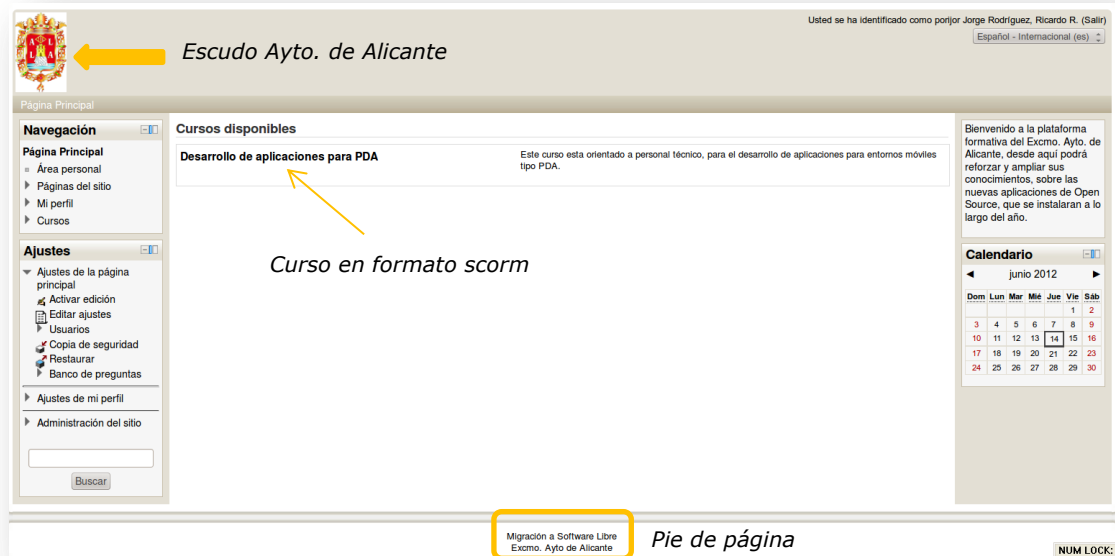 Usted se ha identificado como porijor Jorge Rodríguez, Ricardo R. (Salir)
Español - Internacional (es)
Escudo Ayto. de Alicante
A L
L A
Página Principal
Navegación
Página Principal
Área personal
Páginas del sitio
Mi perfil
Cursos
Ajustes
Ajustes de la página
principal
Activar edición
Editar ajustes
Usuarios
Copia de seguridad
Restaurar
Banco de preguntas
Ajustes de mi perfil
Administración del sitio
Buscar
Cursos disponibles
Desarrollo de aplicaciones para PDA
Este curso esta orientado a personal técnico, para el desarrollo de aplicaciones para entornos móviles
tipo PDA.
Curso en formato scorm
Bienvenido a la plataforma
formativa del Excmo. Ayto. de
Alicante, desde aquí podrá
reforzar y ampliar sus
conocimientos, sobre las
nuevas aplicaciones de Open
Source, que se instalaran a lo
largo del año.
Calendario
◄ junio 2012 ►
Dom Lun Mar Mié Jue Vie Sáb
1 2
3 4 5 6 7 8 9
10 11 12 13 14 15 16
17 18 19 20 21 22 23
24 25 26 27 28 29 30
Migración a Software Libre
Excmo. Ayto de Alicante
Pie de página
NUM LOCK: